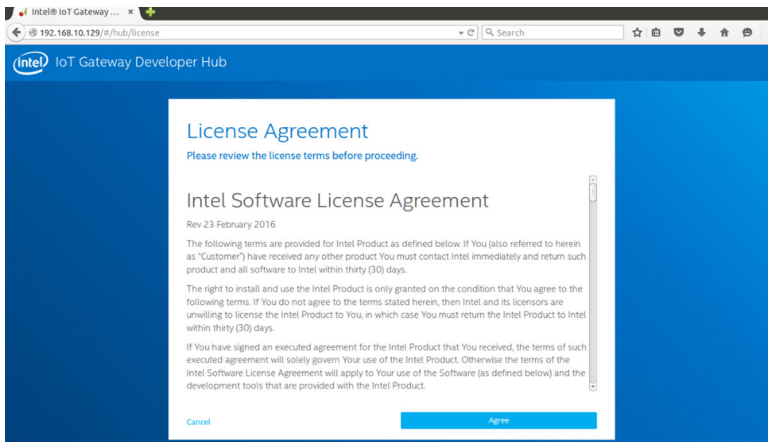 Intel® IoT Gateway ... ×
192.168.10.129/#/hub/license
Search
intel IoT Gateway Developer Hub
License Agreement
Please review the license terms before proceeding.
Intel Software License Agreement
Rev 23 February 2016
The following terms are provided for Intel Product as defined below. If You (also referred to herein
as "Customer") have received any other product You must contact Intel immediately and return such
product and all software to Intel within thirty (30) days.
The right to install and use the Intel Product is only granted on the condition that You agree to the
following terms. If You do not agree to the terms stated herein, then Intel and its licensors are
unwilling to license the Intel Product to You, in which case You must return the Intel Product to Intel
within thirty (30) days.
If You have signed an executed agreement for the Intel Product that You received, the terms of such
executed agreement will solely govern Your use of the Intel Product. Otherwise the terms of the
Intel Software License Agreement will apply to Your use of the Software (as defined below) and the
development tools that are provided with the Intel Product.
Cancel
Agree